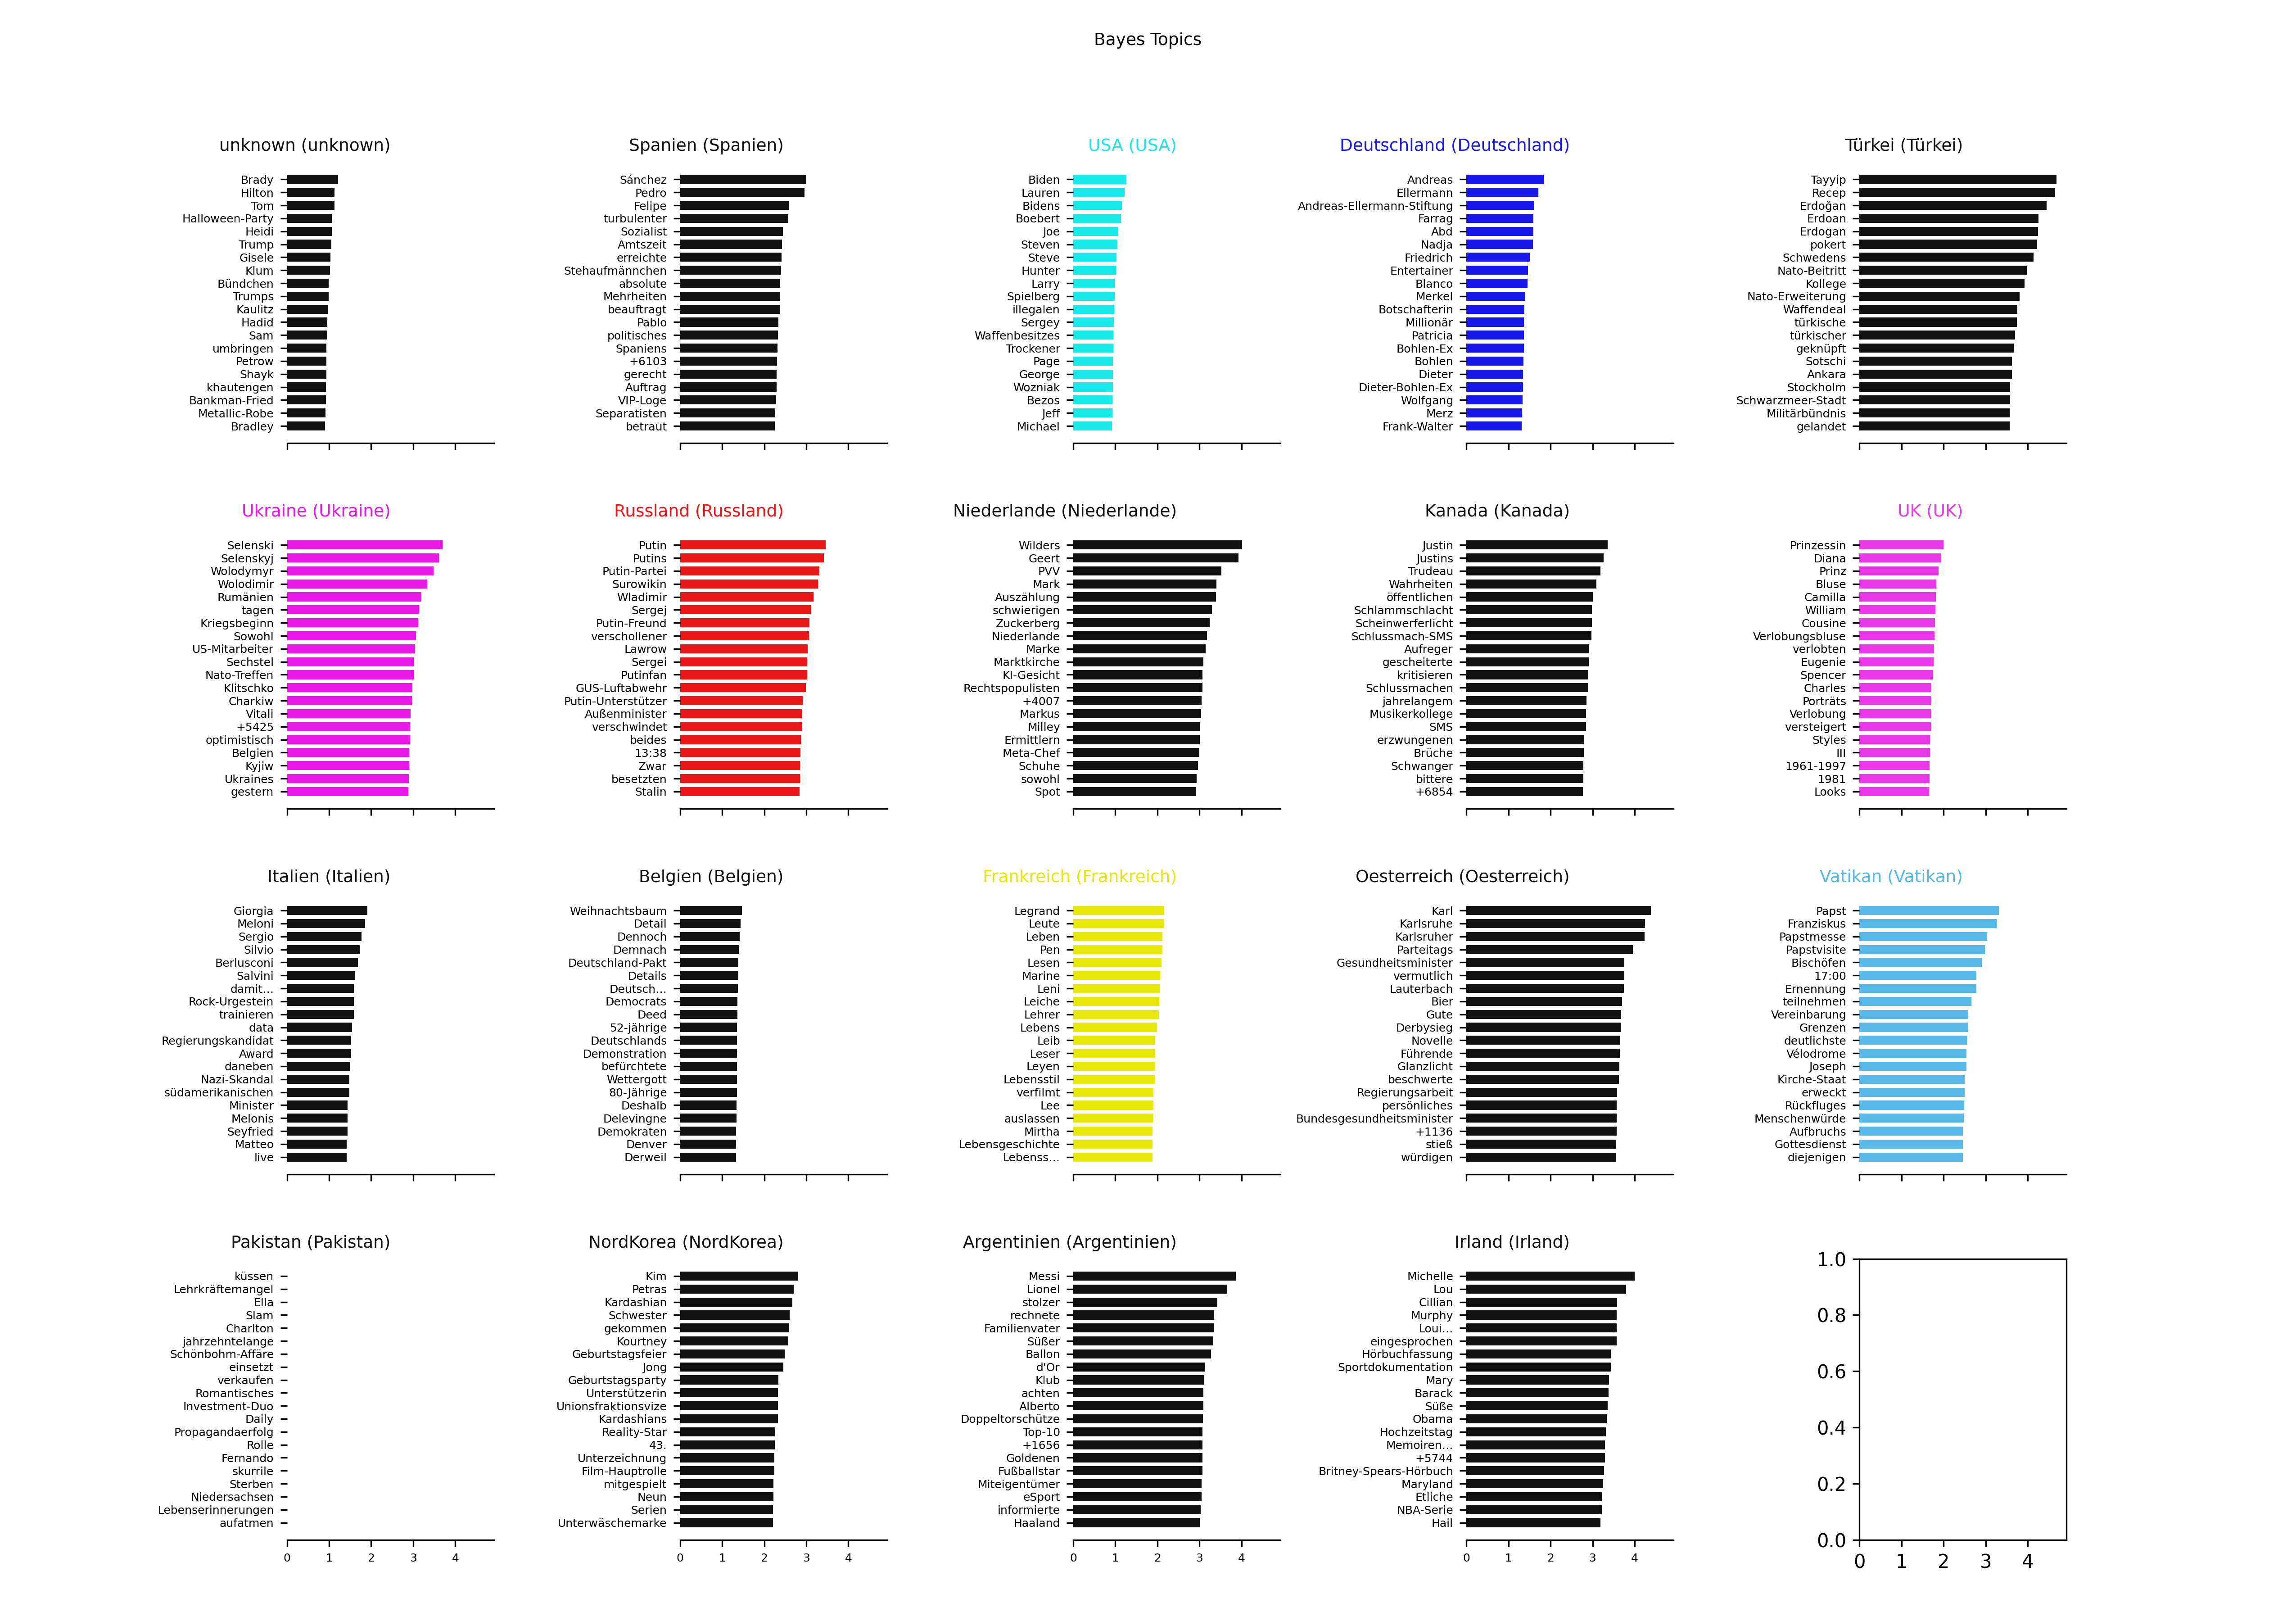 Bayes Topics
unknown (unknown)
Brady
Hilton
Tom
Halloween-Party
Heidi
Trump
Gisele
Klum
Bündchen
Trumps
Kaulitz
Hadid
Sam
umbringen
Petrow
Shayk
khautengen
Bankman-Fried
Metallic-Robe
Bradley
Spanien (Spanien)
Sánchez
Pedro
Felipe
turbulenter
Sozialist
Amtszeit
erreichte
Stehaufmännchen
absolute
Mehrheiten
beauftragt
Pablo
politisches
Spaniens
+6103
gerecht
Auftrag
VIP-Loge
Separatisten
betraut
USA (USA)
Biden
Lauren
Bidens
Boebert
Joe
Steven
Steve
Hunter
Larry
Spielberg
illegalen
Sergey
Waffenbesitzes
Trockener
Page
George
Wozniak
Bezos
Jeff
Michael
Deutschland (Deutschland)
Andreas
Ellermann
Andreas-Ellermann-Stiftung
Farrag
Abd
Nadja
Friedrich
Entertainer
Blanco
Merkel
Botschafterin
Millionär
Patricia
Bohlen-Ex
Bohlen
Dieter
Dieter-Bohlen-Ex
Wolfgang
Merz
Frank-Walter
Türkei (Türkei)
Tayyip
Recep
Erdoğan
Erdoan
Erdogan
pokert
Schwedens
Nato-Beitritt
Kollege
Nato-Erweiterung
Waffendeal
türkische
türkischer
geknüpft
Sotschi
Ankara
Stockholm
Schwarzmeer-Stadt
Militärbündnis
gelandet
Ukraine (Ukraine)
Selenski
Selenskyj
Wolodymyr
Wolodimir
Rumänien
tagen
Kriegsbeginn
Sowohl
US-Mitarbeiter
Sechstel
Nato-Treffen
Klitschko
Charkiw
Vitali
+5425
optimistisch
Belgien
Kyjiw
Ukraines
gestern
Russland (Russland)
Putin
Putins
Putin-Partei
Surowikin
Wladimir
Sergej
Putin-Freund
verschollener
Lawrow
Sergei
Putinfan
GUS-Luftabwehr
Putin-Unterstützer
Außenminister
verschwindet
beides
13:38
Zwar
besetzten
Stalin
Niederlande (Niederlande)
Wilders
Geert
PVV
Mark
Auszählung
schwierigen
Zuckerberg
Niederlande
Marke
Marktkirche
KI-Gesicht
Rechtspopulisten
+4007
Markus
Milley
Ermittlern
Meta-Chef
Schuhe
sowohl
Spot
Kanada (Kanada)
Justin
Justins
Trudeau
Wahrheiten
öffentlichen
Schlammschlacht
Scheinwerferlicht
Schlussmach-SMS
Aufreger
gescheiterte
kritisieren
Schlussmachen
jahrelangem
Musikerkollege
SMS
erzwungenen
Brüche
Schwanger
bittere
+6854
UK (UK)
Prinzessin
Diana
Prinz
Bluse
Camilla
William
Cousine
Verlobungsbluse
verlobten
Eugenie
Spencer
Charles
Porträts
Verlobung
versteigert
Styles
III
1961-1997
1981
Looks
Italien (Italien)
Giorgia
Meloni
Sergio
Silvio
Berlusconi
Salvini
damit...
Rock-Urgestein
trainieren
data
Regierungskandidat
Award
daneben
Nazi-Skandal
südamerikanischen
Minister
Melonis
Seyfried
Matteo
live
Belgien (Belgien)
Weihnachtsbaum
Detail
Dennoch
Demnach
Deutschland-Pakt
Details
Deutsch...
Democrats
Deed
52-jährige
Deutschlands
Demonstration
befürchtete
Wettergott
80-Jährige
Deshalb
Delevingne
Demokraten
Denver
Derweil
Frankreich (Frankreich)
Legrand
Leute
Leben
Pen
Lesen
Marine
Leni
Leiche
Lehrer
Lebens
Leib
Leser
Leyen
Lebensstil
verfilmt
Lee
auslassen
Mirtha
Lebensgeschichte
Lebenss...
Oesterreich (Oesterreich)
Karl
Karlsruhe
Karlsruher
Parteitags
Gesundheitsminister
vermutlich
Lauterbach
Bier
Gute
Derbysieg
Novelle
Führende
Glanzlicht
beschwerte
Regierungsarbeit
persönliches
Bundesgesundheitsminister
+1136
stieß
würdigen
Vatikan (Vatikan)
Papst
Franziskus
Papstmesse
Papstvisite
Bischöfen
17:00
Ernennung
teilnehmen
Vereinbarung
Grenzen
deutlichste
Vélodrome
Joseph
Kirche-Staat
erweckt
Rückfluges
Menschenwürde
Aufbruchs
Gottesdienst
diejenigen
Pakistan (Pakistan)
küssen
Lehrkräftemangel
Ella
Slam
Charlton
jahrzehntelange
Schönbohm-Affäre
einsetzt
verkaufen
Romantisches
Investment-Duo
Daily
Propagandaerfolg
Rolle
Fernando
skurrile
Sterben
Niedersachsen
Lebenserinnerungen
aufatmen
0 1 2 3 4
NordKorea (NordKorea)
Kim
Petras
Kardashian
Schwester
gekommen
Kourtney
Geburtstagsfeier
Jong
Geburtstagsparty
Unterstützerin
Unionsfraktionsvize
Kardashians
Reality-Star
43.
Unterzeichnung
Film-Hauptrolle
mitgespielt
Neun
Serien
Unterwäschemarke
0 1 2 3 4
Argentinien (Argentinien)
Messi
Lionel
stolzer
rechnete
Familienvater
Süßer
Ballon
d'Or
Klub
achten
Alberto
Doppeltorschütze
Top-10
+1656
Goldenen
Fußballstar
Miteigentümer
eSport
informierte
Haaland
0 1 2 3 4
Irland (Irland)
Michelle
Lou
Cillian
Murphy
Loui...
eingesprochen
Hörbuchfassung
Sportdokumentation
Mary
Barack
Süße
Obama
Hochzeitstag
Memoiren...
+5744
Britney-Spears-Hörbuch
Maryland
Etliche
NBA-Serie
Hail
0 1 2 3 4
1.0
0.8
0.6
0.4
0.2
0.0
0 1 2 3 4